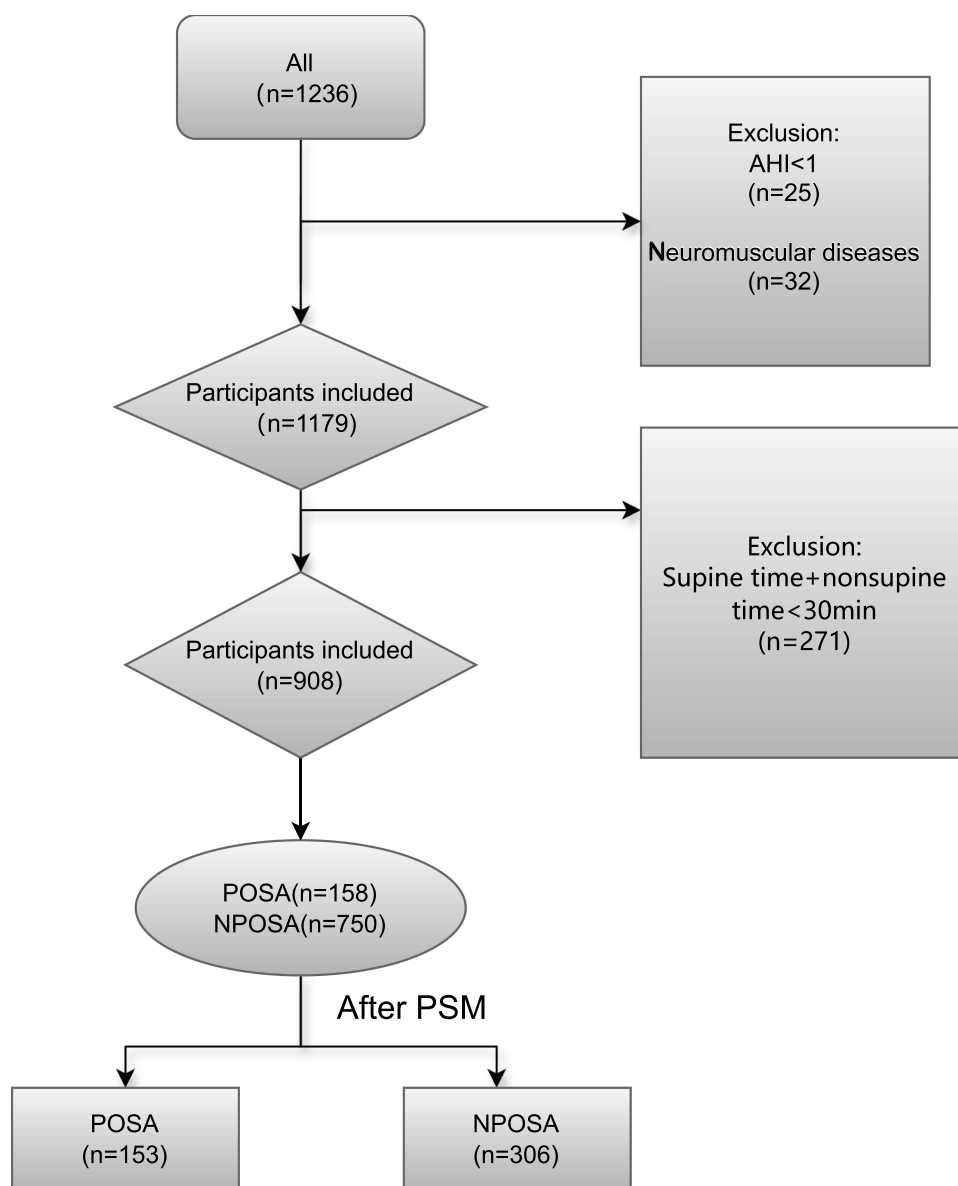 All
(n=1236)
Exclusion:
AHI<1
(n=25)
Neuromuscular diseases
(n=32)
Participants included
(n=1179)
Exclusion:
Supine time+nonsupine
time<30min
(n=271)
Participants included
(n=908)
POSA(n=158)
NPOSA(n=750)
After PSM
POSA
(n=153)
NPOSA
(n=306)